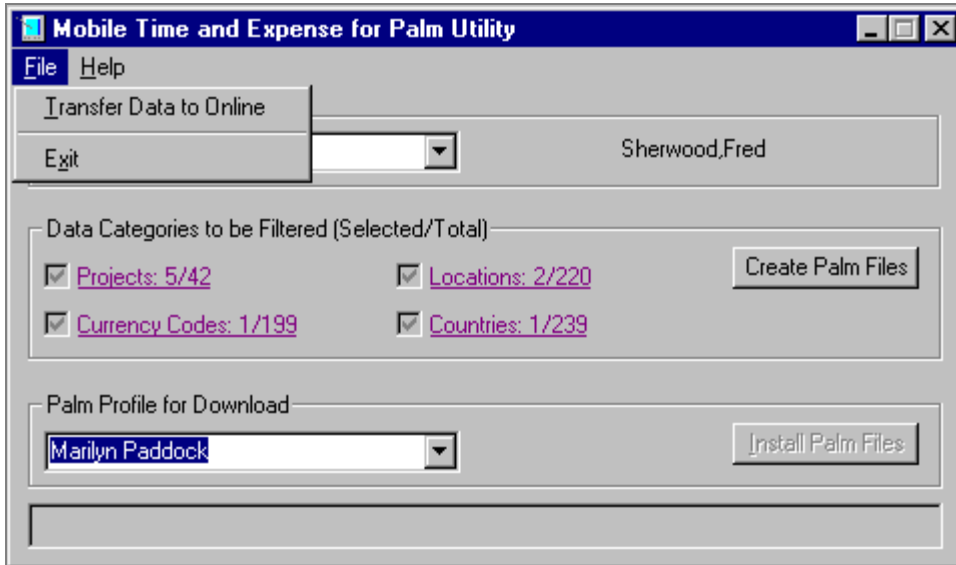 Mobile Time and Expense for Palm Utility
File Help
Transfer Data to Online
Exit
Sherwood,Fred
Data Categories to be Filtered (Selected/Total)
Projects: 5/42 Locations: 2/220 Create Palm Files
Currency Codes: 1/199 Countries: 1/239
Palm Profile for Download
Marilyn Paddock Install Palm Files